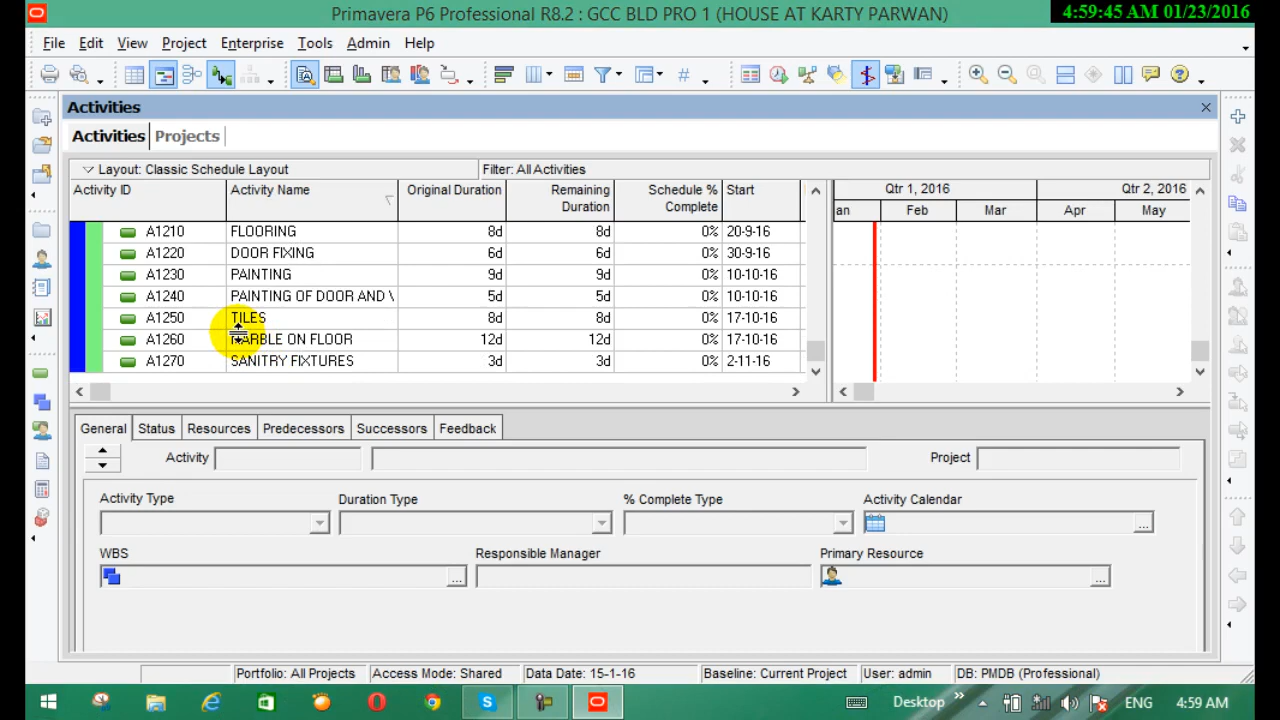 Primavera P6 Professional R8.2 : GCC BLD PRO 1 (HOUSE AT KARTY PARWAN)
4:59:45 AM 01/23/2016
File Edit View Project Enterprise Tools Admin Help
Activities
Activities Projects
Layout: Classic Schedule Layout Filter: All Activities
Activity ID Activity Name Original Duration Remaining Duration Schedule % Complete Start Qtr 1, 2016 Qtr 2, 2016
an Feb Mar Apr May
A1210 FLOORING 8d 8d 0% 20-9-16
A1220 DOOR FIXING 6d 6d 0% 30-9-16
A1230 PAINTING 9d 9d 0% 10-10-16
A1240 PAINTING OF DOOR AND 5d 5d 0% 10-10-16
A1250 TILES 8d 8d 0% 17-10-16
A1260 MARBLE ON FLOOR 12d 12d 0% 17-10-16
A1270 SANITRY FIXTURES 3d 3d 0% 2-11-16
General Status Resources Predecessors Successors Feedback
Activity Project
Activity Type Duration Type % Complete Type Activity Calendar
WBS Responsible Manager Primary Resource
Portfolio: All Projects Access Mode: Shared Data Date: 15-1-16 Baseline: Current Project User: admin DB: PMDB (Professional)
Desktop ENG 4:59 AM